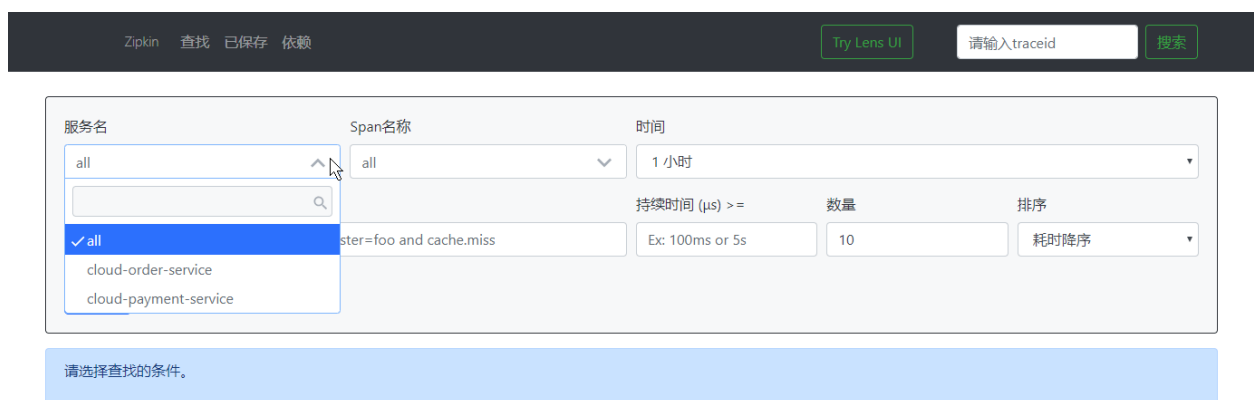 Zipkin 查找 已保存 依赖 Try Lens UI 请输入traceid 搜索
服务名 Span名称 时间
all all 1 小时
持续时间 (μs) >= 数量 排序
ster=foo and cache.miss Ex: 100ms or 5s 10 耗时降序
all
cloud-order-service
cloud-payment-service
请选择查找的条件。